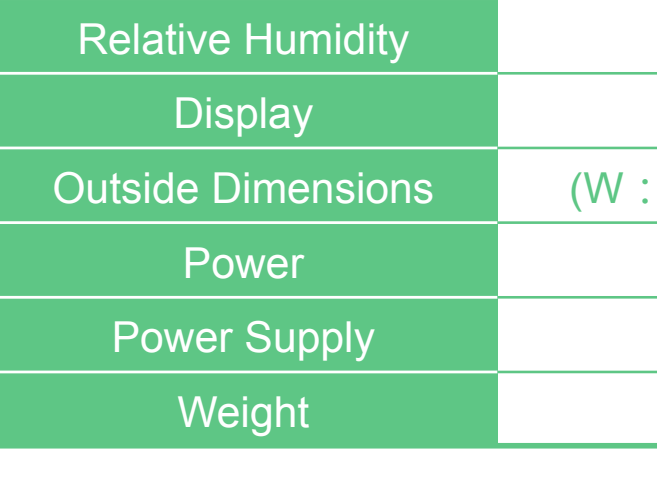 Relative Humidity
Display
Outside Dimensions (W :
Power
Power Supply
Weight